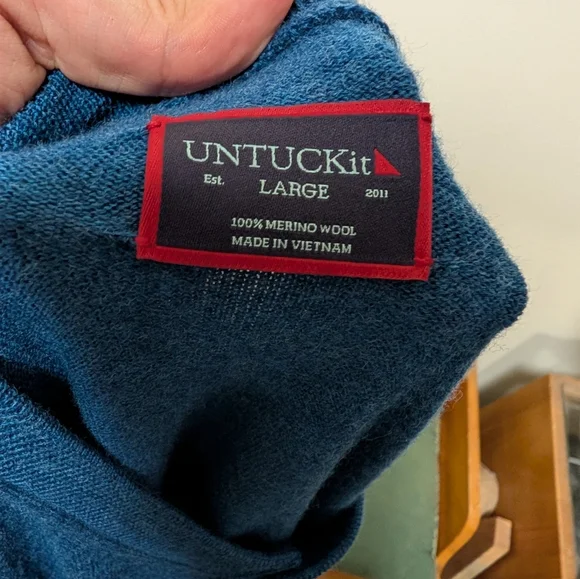 UNTUCKit
Est. LARGE 2011
100% MERINO WOOL
MADE IN VIETNAM